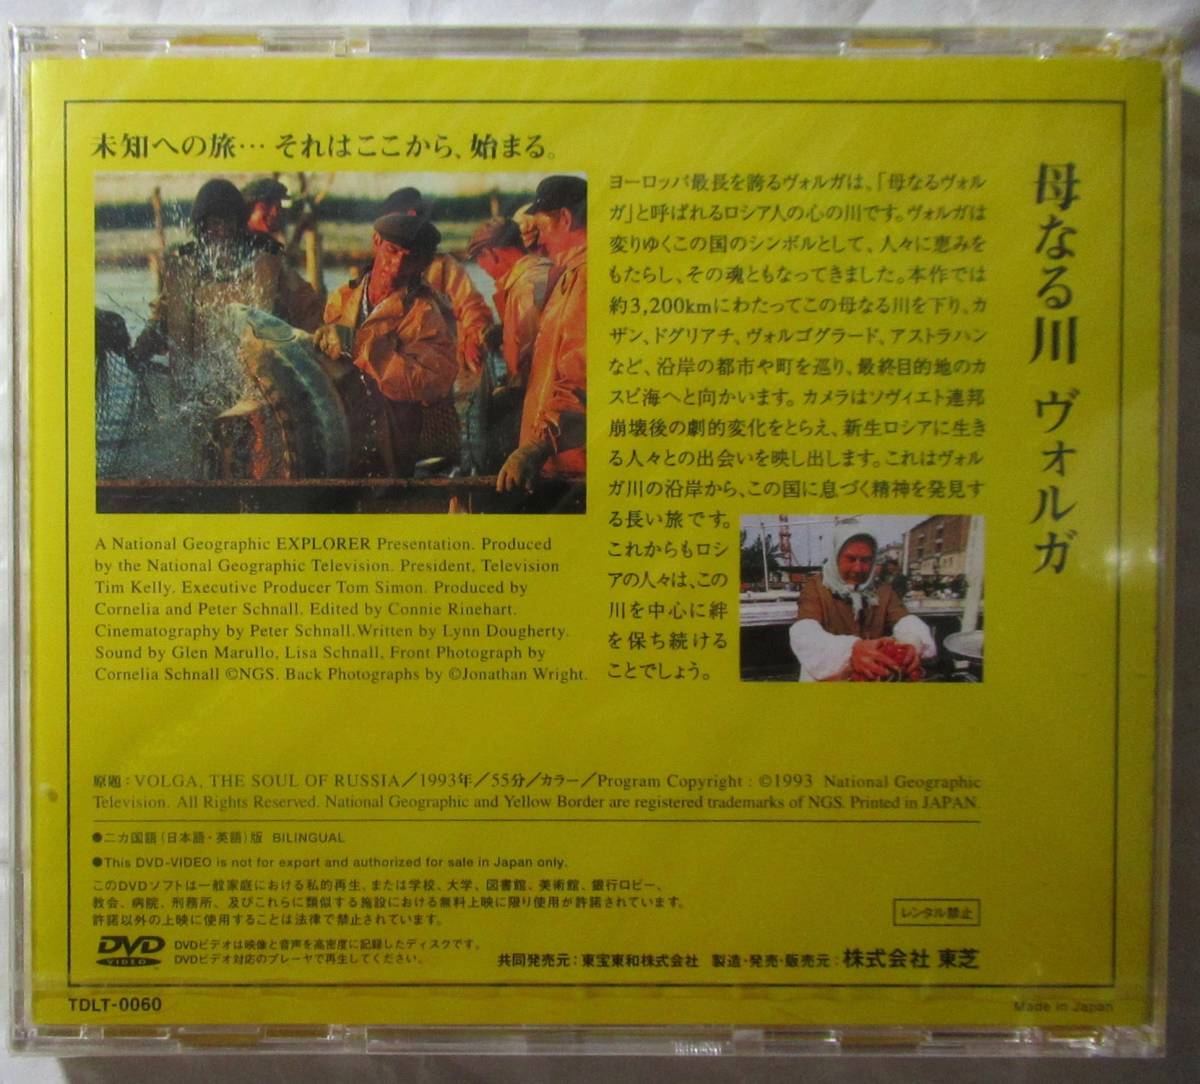 未知への旅…それはここから、始まる。
母なる川 ヴォルガ
ヨーロッパ最長を誇るヴォルガは、「母なるヴォル
ガ」と呼ばれるロシア人の心の川です。ヴォルガは
変りゆくこの国のシンボルとして、人々に恵みを
もたらし、その魂ともなってきました。本作では
約3,200kmにわたってこの母なる川を下り、カ
ザン、ドグリアチ、ヴォルゴグラード、アストラハン
など、沿岸の都市や町を巡り、最終目的地のカ
スピ海へと向かいます。カメラはソヴィエト連邦
崩壊後の劇的変化をとらえ、新生ロシアに生き
る人々との出会いを映し出します。これはヴォル
ガ川の沿岸から、この国に息づく精神を発見す
る長い旅です。
これからもロシ
アの人々は、この
川を中心に絆
を保ち続ける
ことでしょう。
A National Geographic EXPLORER Presentation. Produced
by the National Geographic Television. President, Television
Tim Kelly. Executive Producer Tom Simon. Produced by
Cornelia and Peter Schnall. Edited by Connie Rinehart.
Cinematography by Peter Schnall.Written by Lynn Dougherty.
Sound by Glen Marullo, Lisa Schnall, Front Photograph by
Cornelia Schnall ©NGS. Back Photographs by ©Jonathan Wright.
原題：VOLGA, THE SOUL OF RUSSIA／1993年／55分／カラー／Program Copyright : ©1993 National Geographic
Television. All Rights Reserved. National Geographic and Yellow Border are registered trademarks of NGS. Printed in JAPAN.
●二カ国語(日本語・英語)版 BILINGUAL
●This DVD-VIDEO is not for export and authorized for sale in Japan only.
このDVDソフトは一般家庭における私的再生、または学校、大学、図書館、美術館、銀行ロビー、
教会、病院、刑務所、及びこれらに類似する施設における無料上映に限り使用が許諾されています。
許諾以外の上映に使用することは法律で禁止されています。
レンタル禁止
DVD VIDEO
DVDビデオは映像と音声を高密度に記録したディスクです。
DVDビデオ対応のプレーヤで再生してください。
共同発売元：東宝東和株式会社 製造・発売・販売元：株式会社 東芝
TDLT-0060
Made in Japan